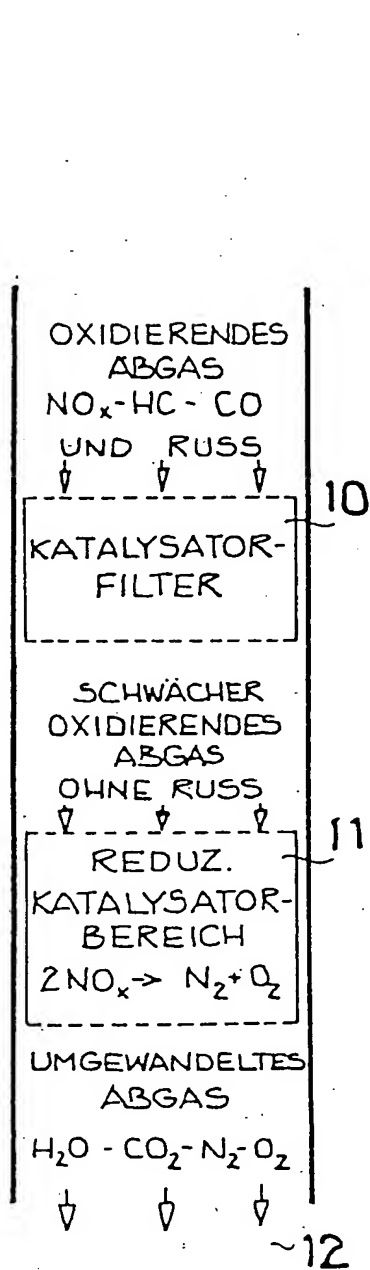 OXIDIERENDES
ABGAS
NOₓ-HC- CO
UND RUSS
10
KATALYSATOR-
FILTER
SCHWÄCHER
OXIDIERENDES
ABGAS
OHNE RUSS
11
REDUZ.
KATALYSATOR-
BEREICH
2NOₓ→ N₂+O₂
UMGEWANDELTES
ABGAS
H₂O - CO₂-N₂-O₂
~12